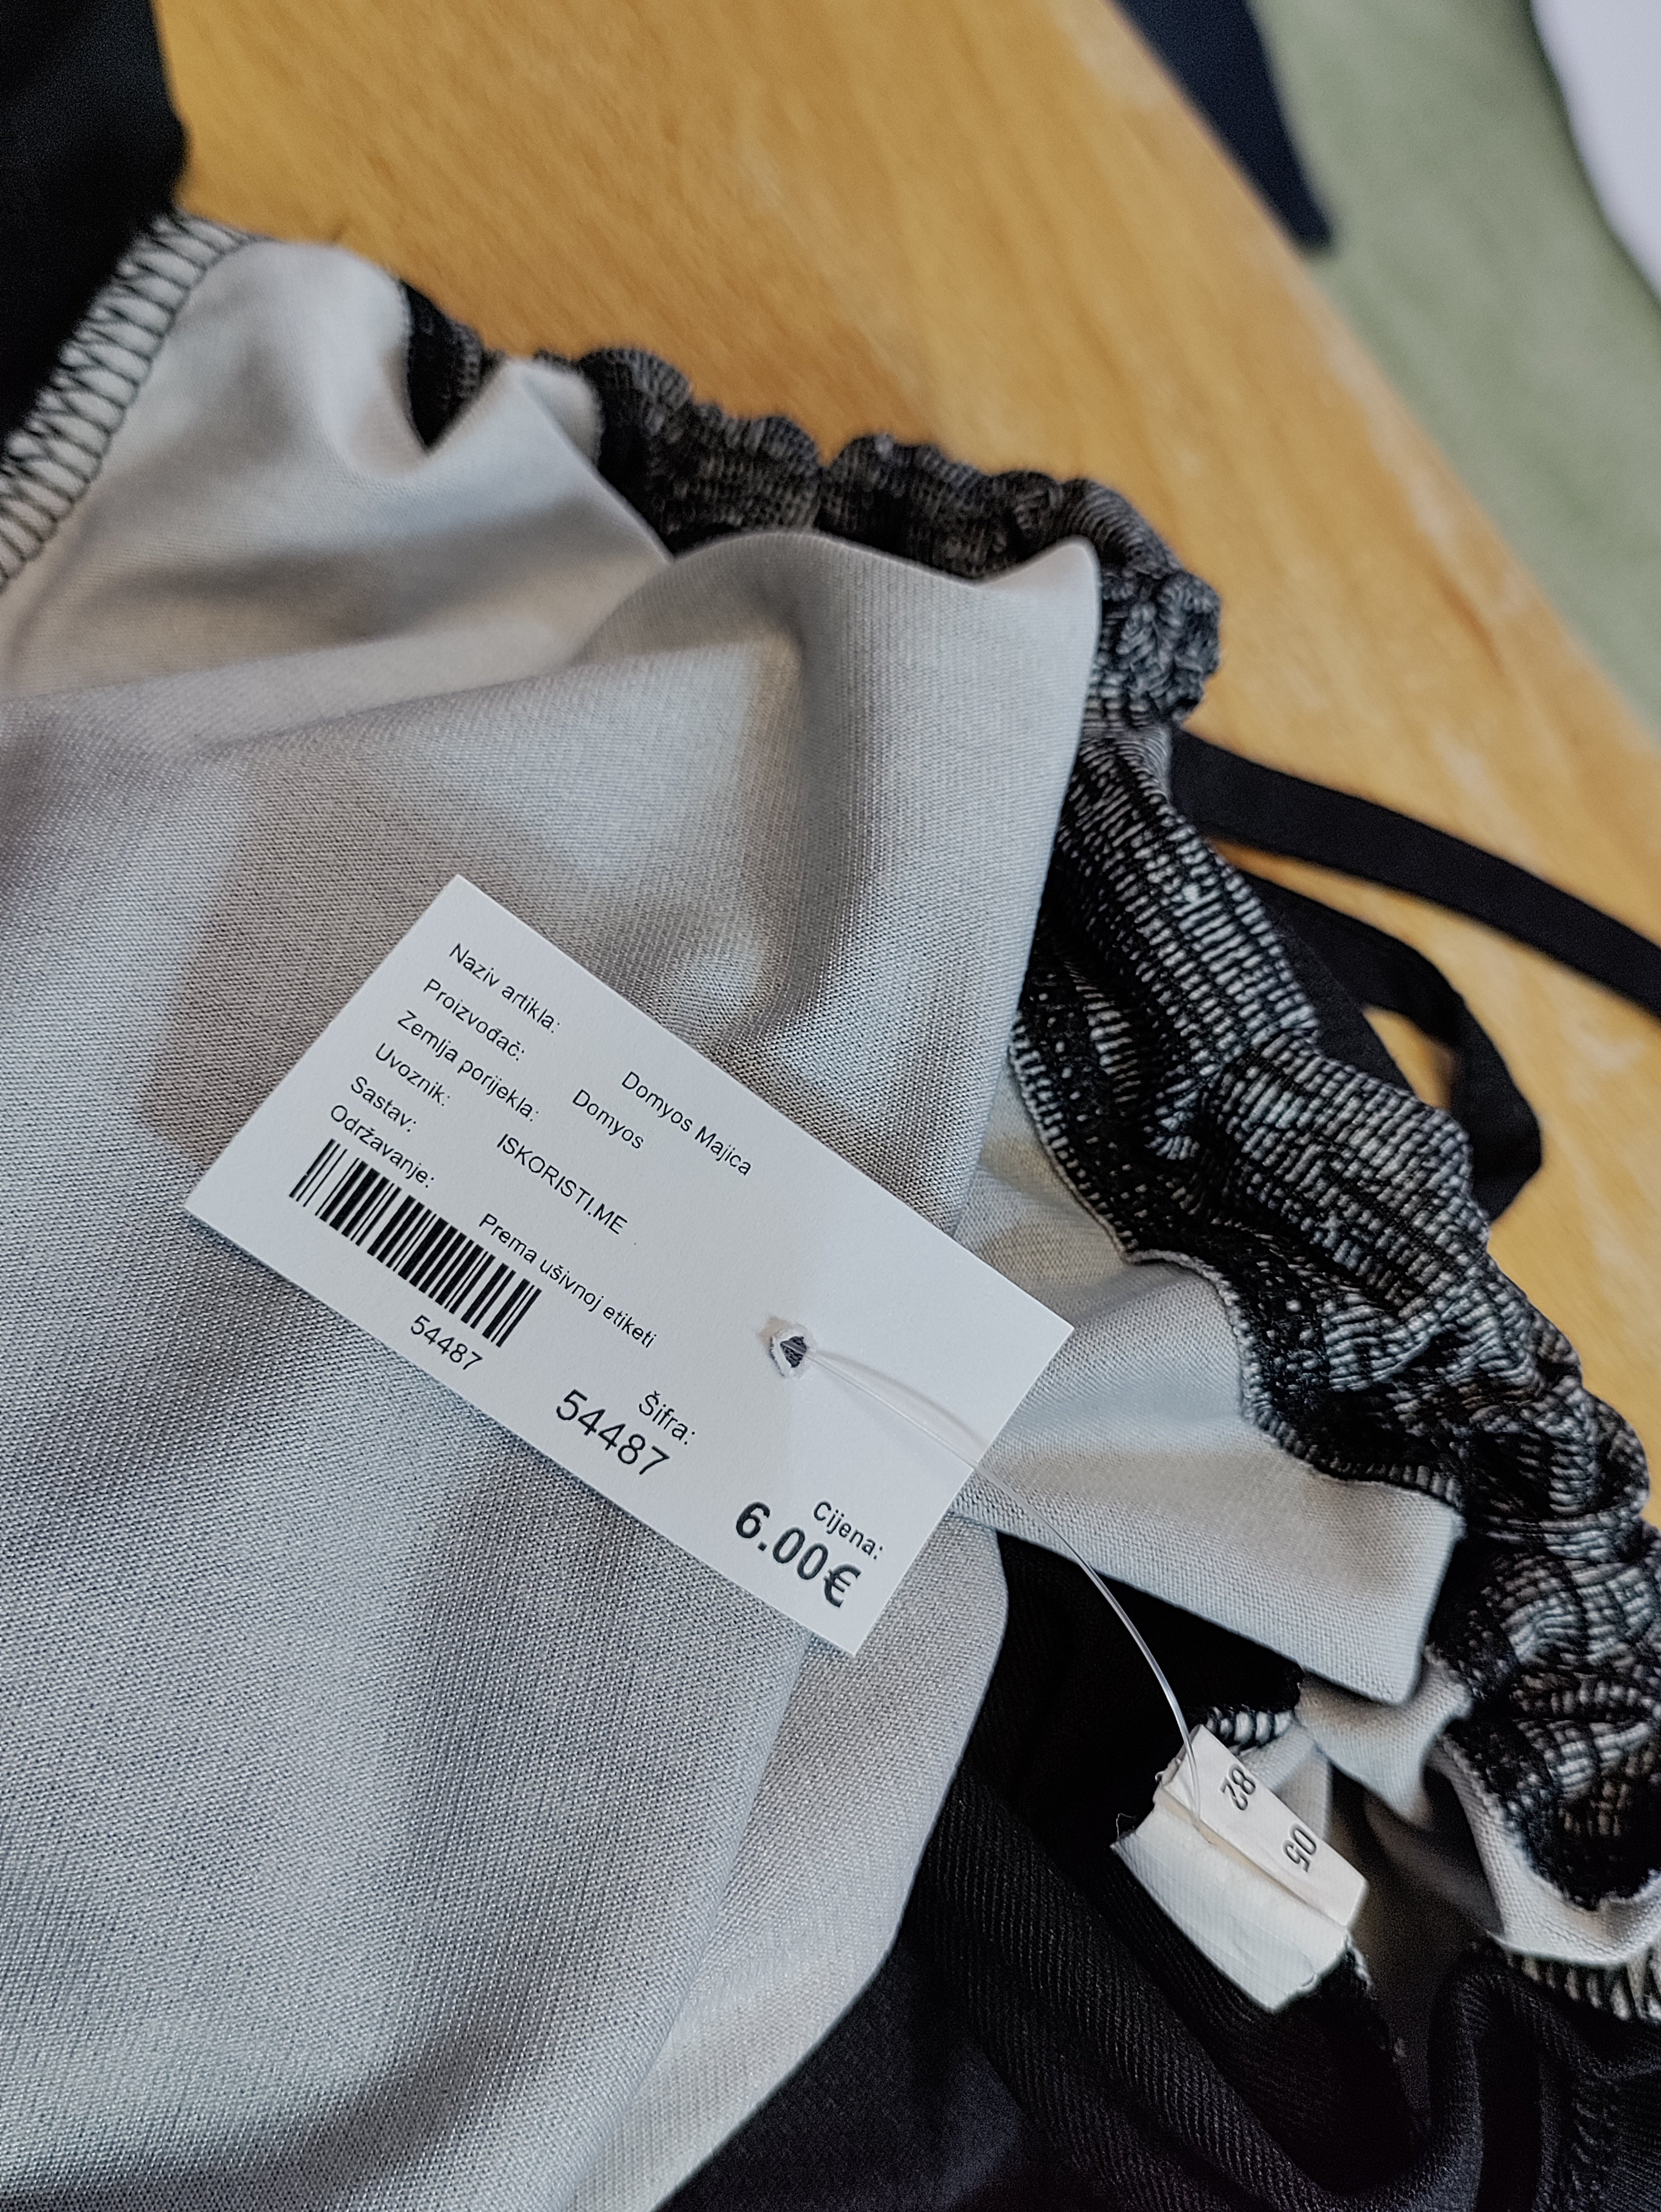 Naziv artikla: Domyos Majica
Proizvođač: Domyos
Zemlja porijekla:
Uvoznik: ISKORISTI.ME
Sastav:
Održavanje: Prema ušivnoj etiketi
54487
Šifra:
54487
Cijena:
6.00€
82
05